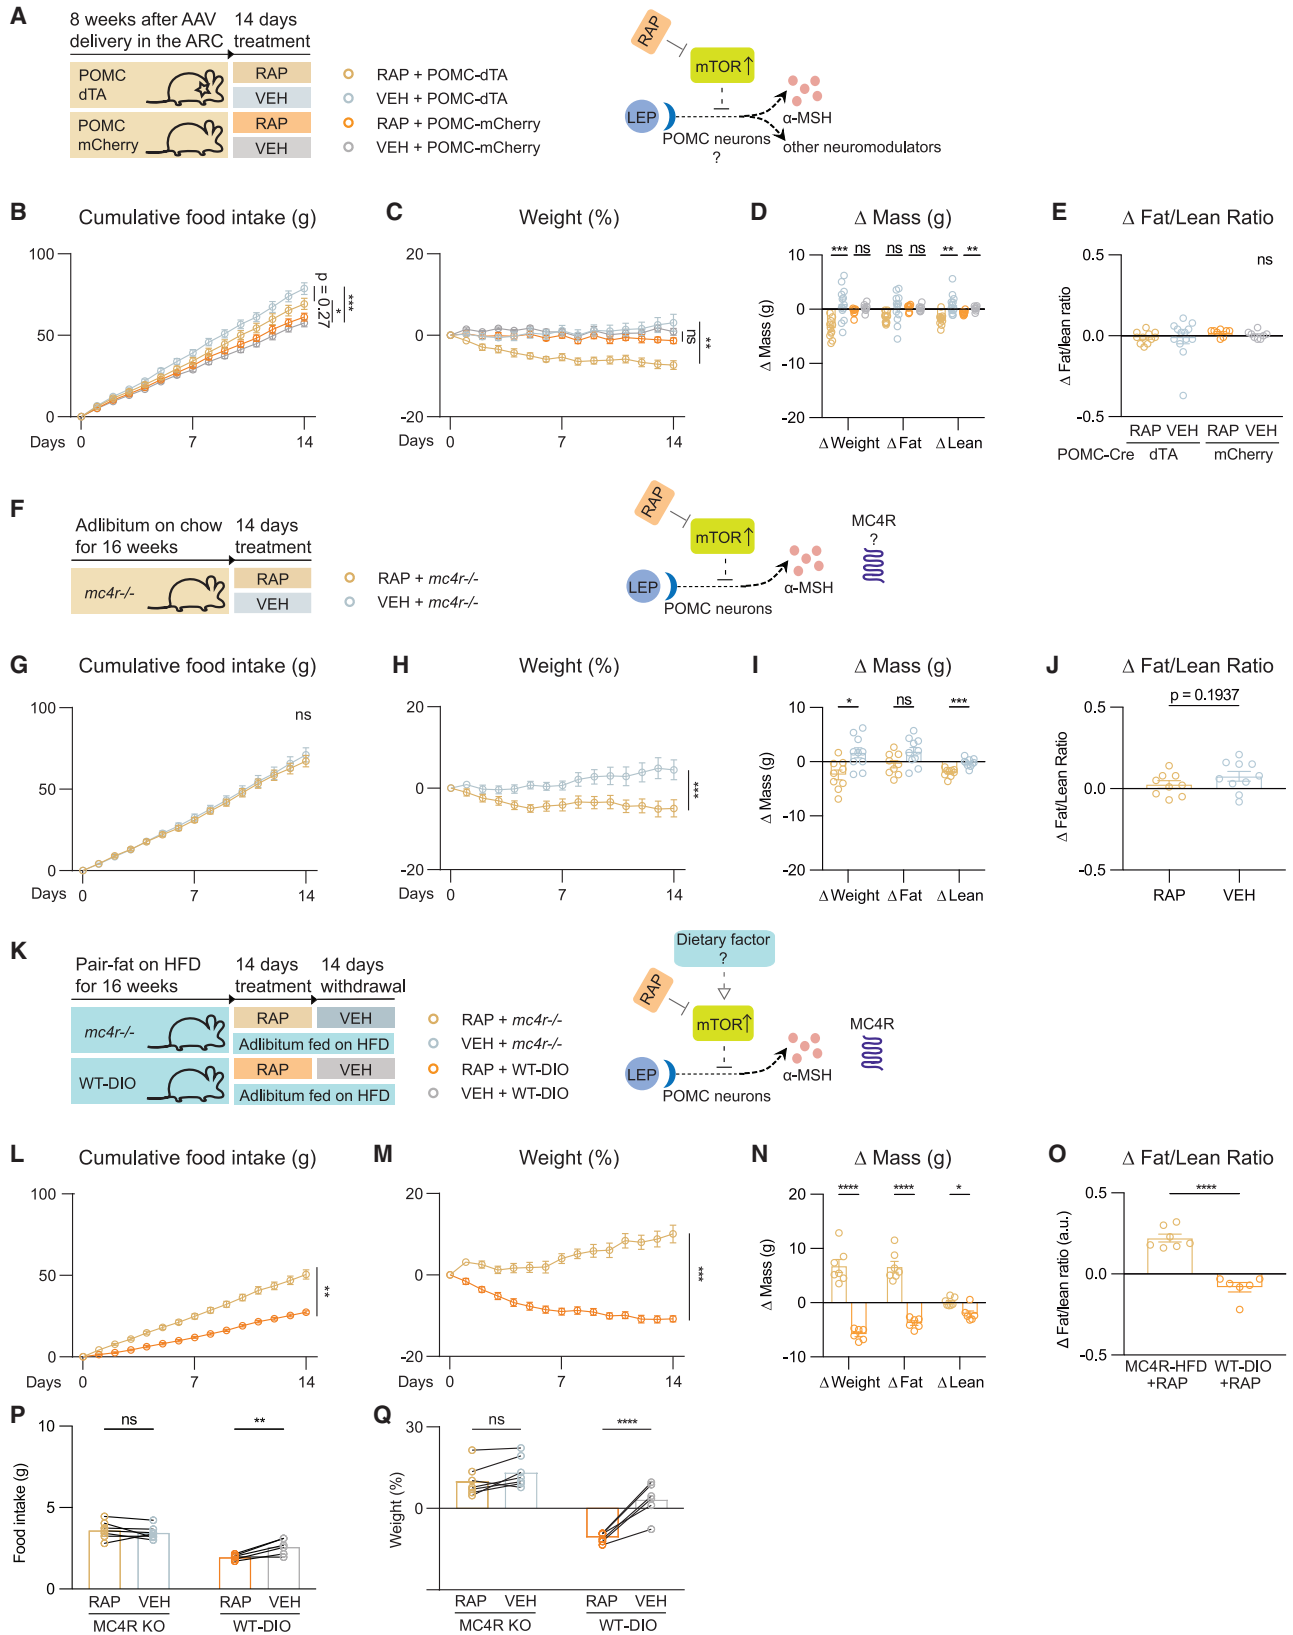 A
8 weeks after AAV
delivery in the ARC
14 days
treatment
POMC
dTA
RAP
VEH
POMC
mCherry
RAP
VEH
RAP + POMC-dTA
VEH + POMC-dTA
RAP + POMC-mCherry
VEH + POMC-mCherry
RAP
mTOR↑
LEP
POMC neurons
?
α-MSH
other neuromodulators
B
Cumulative food intake (g)
100
50
0
Days
0
7
14
p = 0.27
*
***
C
Weight (%)
20
0
-20
Days
0
7
14
ns
**
D
Δ Mass (g)
Δ Mass (g)
10
0
-10
-20
*** ns ns ns ** **
Δ Weight Δ Fat Δ Lean
E
Δ Fat/Lean Ratio
Δ Fat/lean ratio
0.5
0.0
-0.5
ns
RAP VEH RAP VEH
POMC-Cre dTA mCherry
F
Adlibitum on chow
for 16 weeks
14 days
treatment
mc4r-/-
RAP
VEH
RAP + mc4r-/-
VEH + mc4r-/-
RAP
mTOR↑
LEP
POMC neurons
α-MSH
MC4R
?
G
Cumulative food intake (g)
100
50
0
Days
0
7
14
ns
H
Weight (%)
20
0
-20
0
7
14
***
I
Δ Mass (g)
Δ Mass (g)
10
0
-10
-20
* ns ***
Δ Weight Δ Fat Δ Lean
J
Δ Fat/Lean Ratio
Δ Fat/Lean Ratio
p = 0.1937
0.5
0.0
-0.5
RAP VEH
K
Pair-fat on HFD
for 16 weeks
14 days
treatment
14 days
withdrawal
mc4r-/-
RAP
VEH
Adlibitum fed on HFD
WT-DIO
RAP
VEH
Adlibitum fed on HFD
RAP + mc4r-/-
VEH + mc4r-/-
RAP + WT-DIO
VEH + WT-DIO
Dietary factor
?
RAP
mTOR↑
LEP
POMC neurons
α-MSH
MC4R
L
Cumulative food intake (g)
100
50
0
Days
0
7
14
**
M
Weight (%)
20
0
-20
0
7
14
***
N
Δ Mass (g)
Δ Mass (g)
20
10
0
-10
**** **** *
Δ Weight Δ Fat Δ Lean
O
Δ Fat/Lean Ratio
Δ Fat/lean ratio (a.u.)
****
0.5
0.0
-0.5
MC4R-HFD WT-DIO
+RAP +RAP
P
Food intake (g)
10
5
0
ns **
RAP VEH RAP VEH
MC4R KO WT-DIO
Q
Weight (%)
30
0
ns ****
RAP VEH RAP VEH
MC4R KO WT-DIO